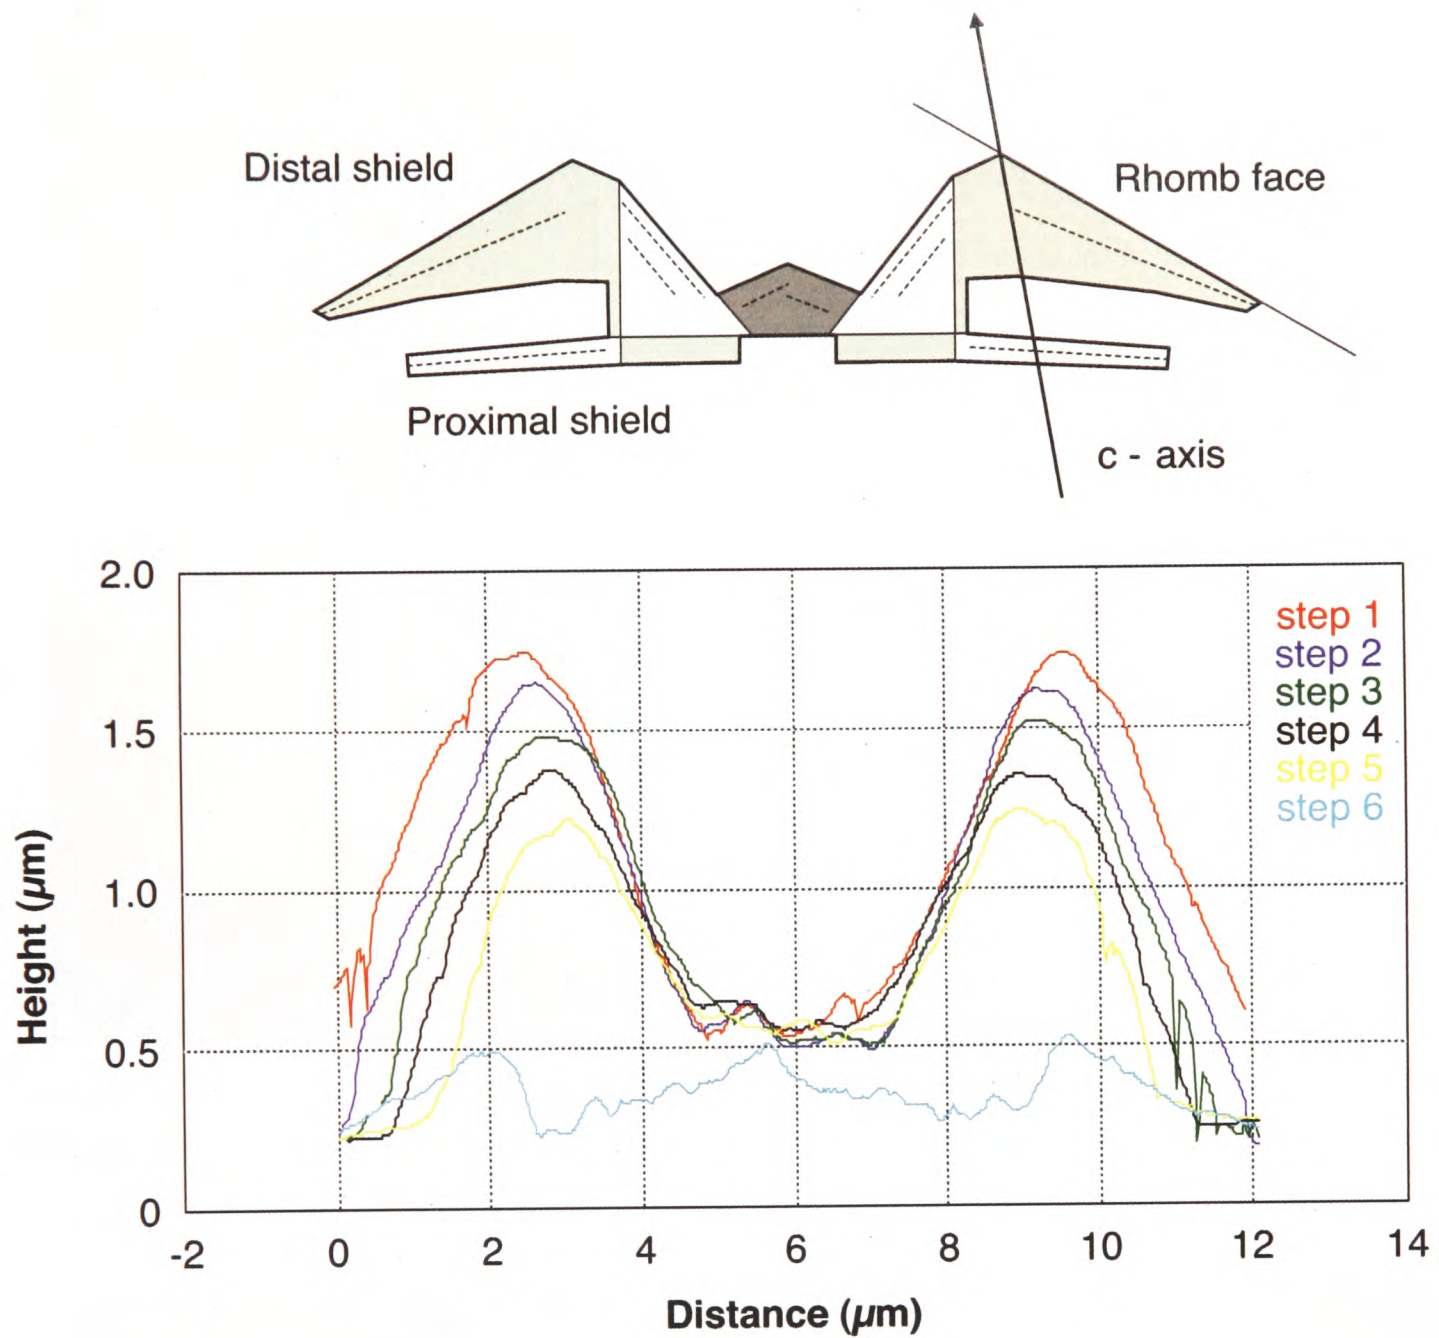 Distal shield
Rhomb face
Proximal shield
c - axis
2.0
1.5
1.0
0.5
0
step 1
step 2
step 3
step 4
step 5
step 6
Height (µm)
-2 0 2 4 6 8 10 12 14
Distance (µm)